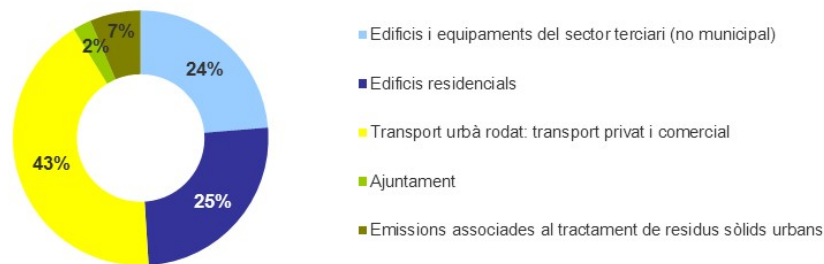 7%
2%
24%
43%
25%
Edificis i equipaments del sector terciari (no municipal)
Edificis residencials
Transport urbà rodat: transport privat i comercial
Ajuntament
Emissions associades al tractament de residus sòlids urbans